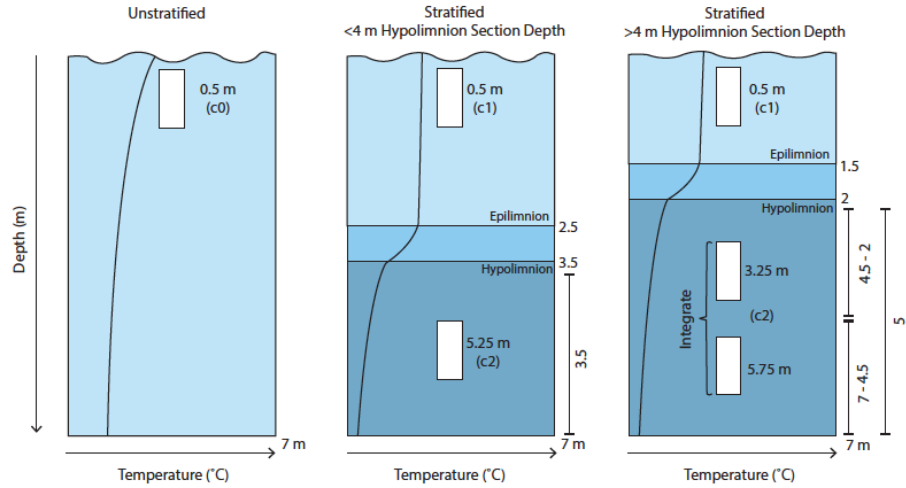 Unstratified
Depth (m)
0.5 m
(c0)
7 m
Temperature (˚C)
Stratified
<4 m Hypolimnion Section Depth
0.5 m
(c1)
Epilimnion
2.5
3.5
Hypolimnion
5.25 m
(c2)
3.5
7 m
Temperature (˚C)
Stratified
>4 m Hypolimnion Section Depth
0.5 m
(c1)
Epilimnion
1.5
2
Hypolimnion
Integrate
3.25 m
(c2)
5.75 m
4.5 - 2
7 - 4.5
5
7 m
Temperature (˚C)